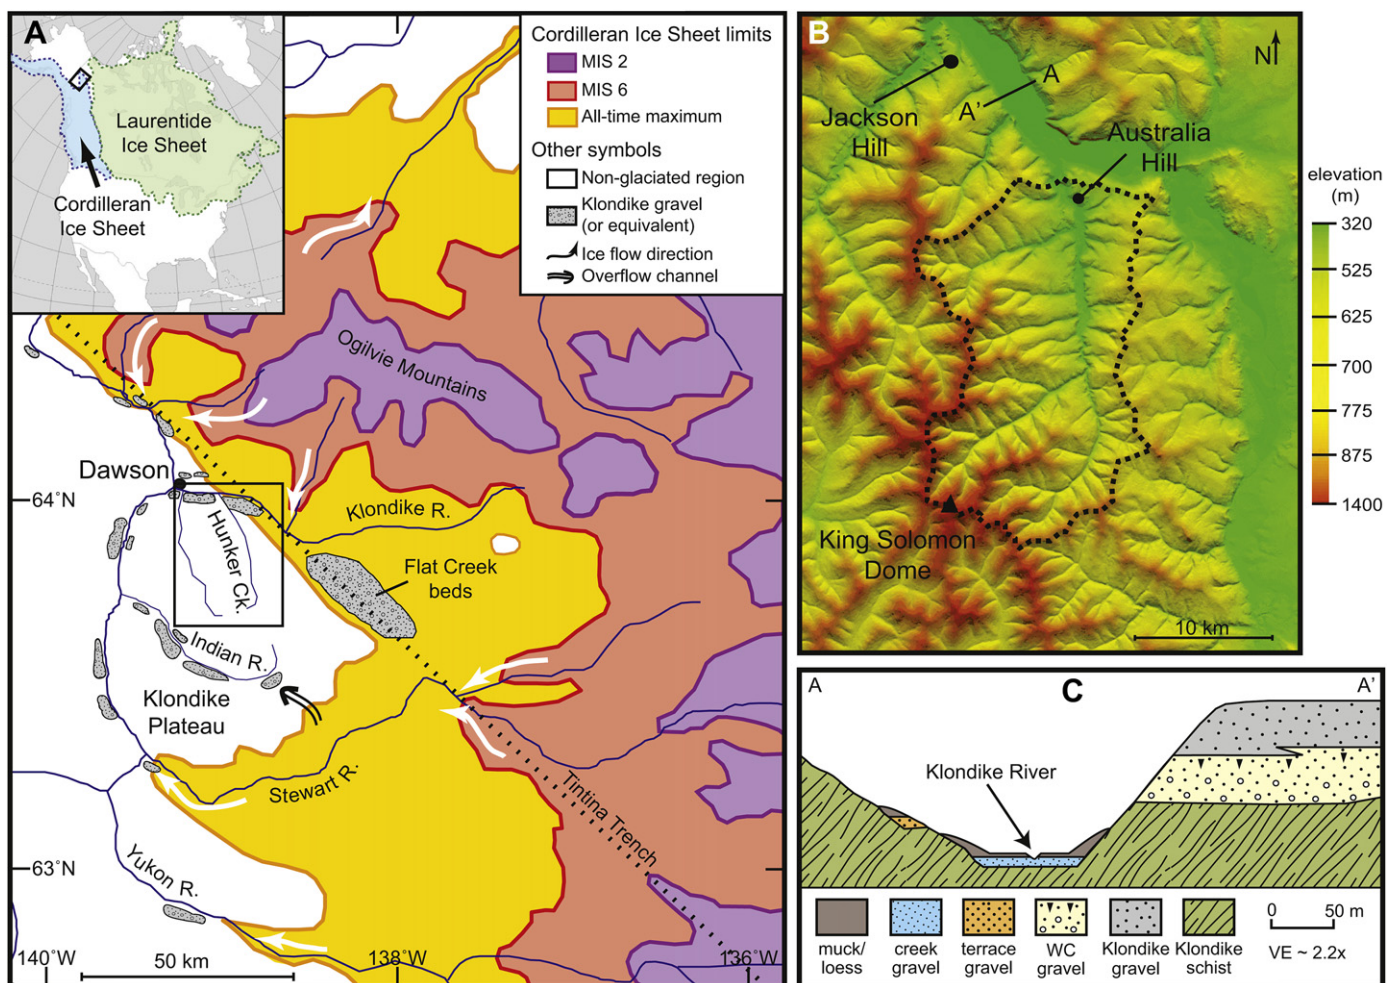 A
Laurentide
Ice Sheet
Cordilleran
Ice Sheet
Cordilleran Ice Sheet limits
MIS 2
MIS 6
All-time maximum
Other symbols
Non-glaciated region
Klondike gravel
(or equivalent)
Ice flow direction
Overflow channel
Ogilvie Mountains
Dawson
64˚N
Klondike R.
Hunker Ck.
Flat Creek
beds
Indian R.
Klondike
Plateau
Stewart R.
Tintina Trench
63˚N
Yukon R.
140˚W
50 km
138˚W
136˚W
B
N
Jackson
Hill
A
A'
Australia
Hill
King Solomon
Dome
10 km
elevation
(m)
320
525
625
700
775
875
1400
A
C
A'
Klondike River
muck/
loess
creek
gravel
terrace
gravel
WC
gravel
Klondike
gravel
Klondike
schist
0
50 m
VE ~ 2.2x